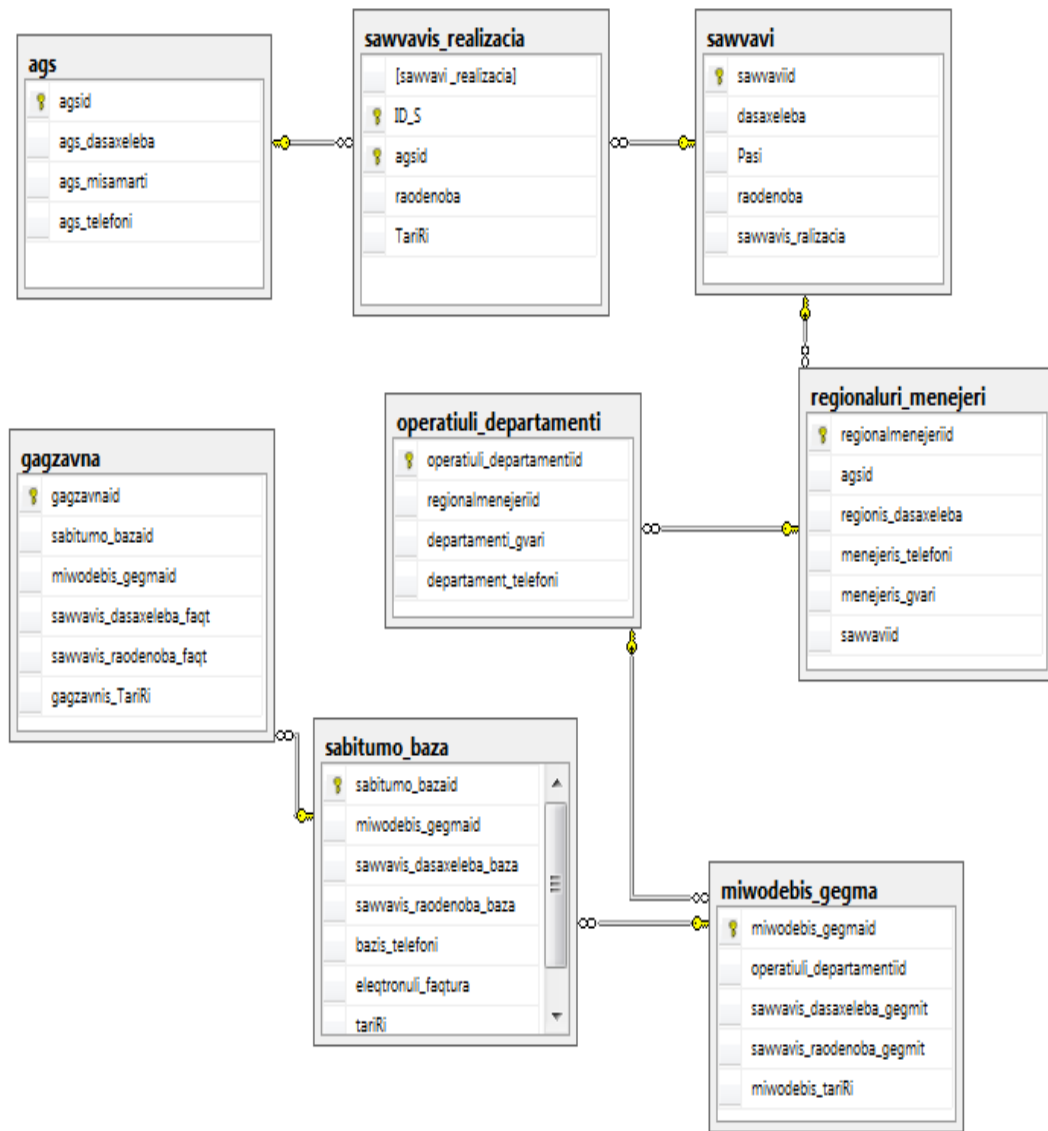 ags
agsid
ags_dasaxeleba
ags_misamarti
ags_telefoni
sawvavis_realizacia
[sawvavi_realizacia]
ID_S
agsid
raodenoba
TariRi
sawvavi
sawvaviid
dasaxeleba
Pasi
raodenoba
sawvavis_ralizacia
regionaluri_menejeri
regionalmenejeriid
agsid
regionis_dasaxeleba
menejeris_telefoni
menejeris_gvari
sawvaviid
operatiuli_departamenti
operatiuli_departamentiid
regionalmenejeriid
departamenti_gvari
departament_telefoni
gagzavna
gagzavnaid
sabitumo_bazaid
miwodebis_gegmaid
sawvavis_dasaxeleba_faqt
sawvavis_raodenoba_faqt
gagzavnis_TariRi
sabitumo_baza
sabitumo_bazaid
miwodebis_gegmaid
sawvavis_dasaxeleba_baza
sawvavis_raodenoba_baza
bazis_telefoni
eleqtronuli_faqtura
tariRi
miwodebis_gegma
miwodebis_gegmaid
operatiuli_departamentiid
sawvavis_dasaxeleba_gegmit
sawvavis_raodenoba_gegmit
miwodebis_tariRi